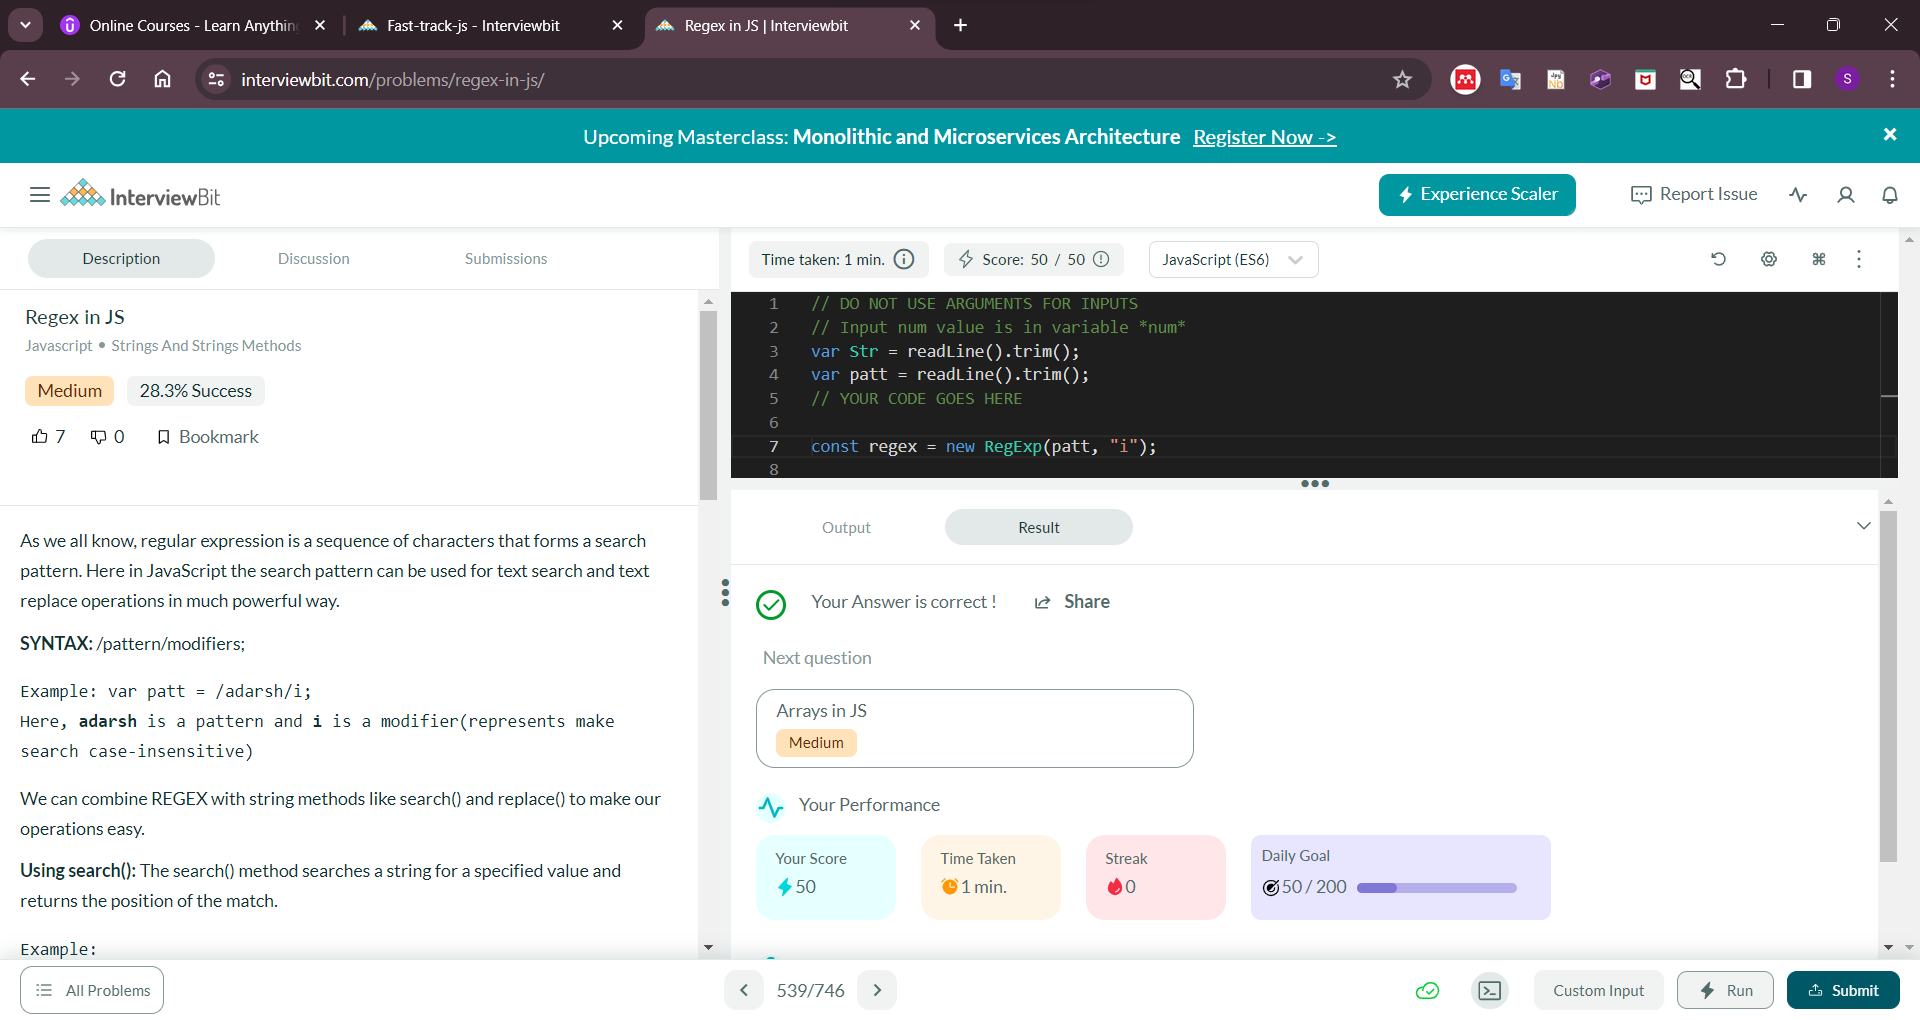 Online Courses - Learn Anythin
Fast-track-js - Interviewbit
Regex in JS | Interviewbit
interviewbit.com/problems/regex-in-js/
S
Upcoming Masterclass: Monolithic and Microservices Architecture Register Now ->
InterviewBit
Experience Scaler
Report Issue
Description
Discussion
Submissions
Time taken: 1 min.
Score: 50 / 50
JavaScript (ES6)
Regex in JS
Javascript • Strings And Strings Methods
Medium
28.3% Success
7
0
Bookmark
As we all know, regular expression is a sequence of characters that forms a search
pattern. Here in JavaScript the search pattern can be used for text search and text
replace operations in much powerful way.
SYNTAX: /pattern/modifiers;
Example: var patt = /adarsh/i;
Here, adarsh is a pattern and i is a modifier(represents make
search case-insensitive)
We can combine REGEX with string methods like search() and replace() to make our
operations easy.
Using search(): The search() method searches a string for a specified value and
returns the position of the match.
Example:
1 // DO NOT USE ARGUMENTS FOR INPUTS
2 // Input num value is in variable *num*
3 var Str = readLine().trim();
4 var patt = readLine().trim();
5 // YOUR CODE GOES HERE
6
7 const regex = new RegExp(patt, "i");
8
Output
Result
Your Answer is correct !
Share
Next question
Arrays in JS
Medium
Your Performance
Your Score
50
Time Taken
1 min.
Streak
0
Daily Goal
50 / 200
All Problems
539/746
Custom Input
Run
Submit